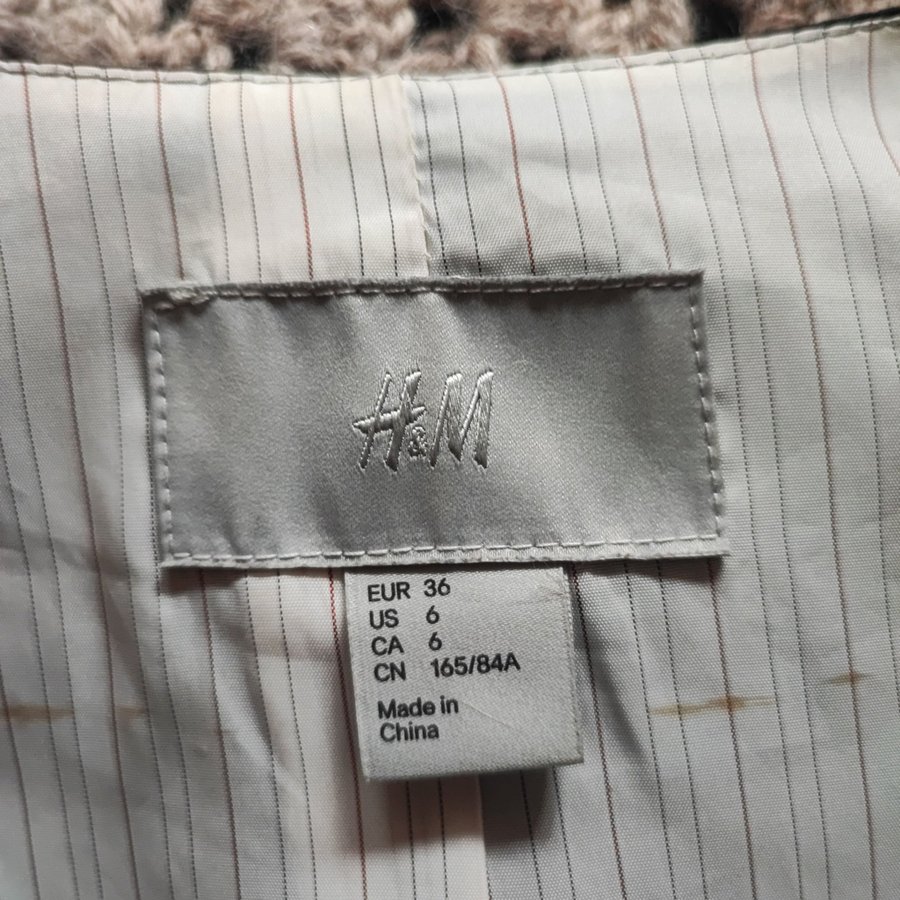 H&M
EUR 36
US 6
CA 6
CN 165/84A
Made in
China